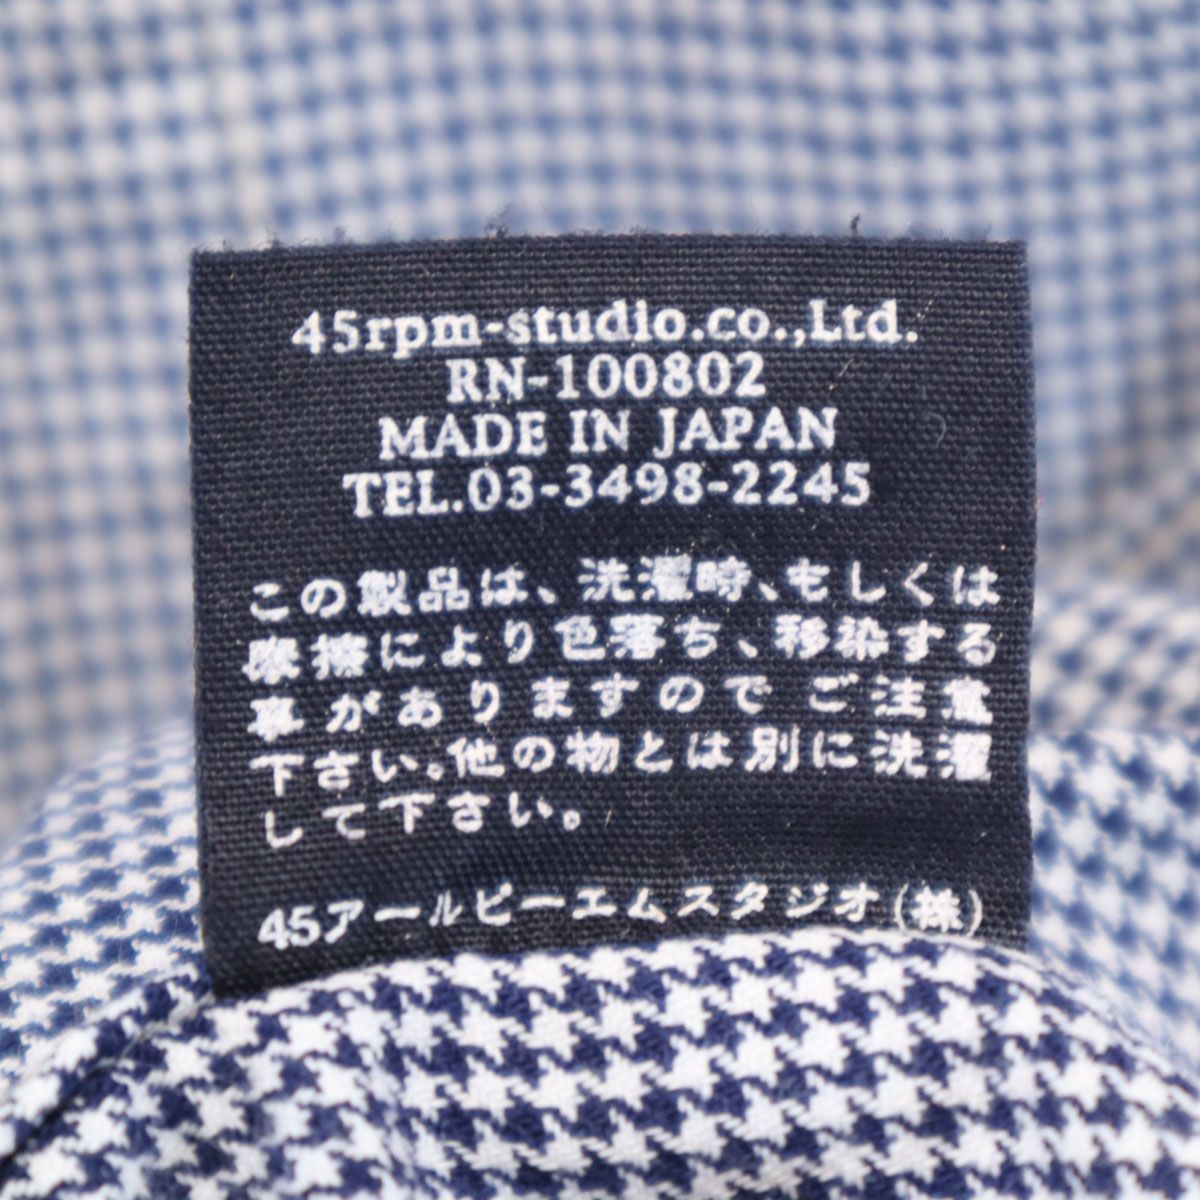 45rpm-studio.co.,Ltd.
RN-100802
MADE IN JAPAN
TEL.03-3498-2245
この製品は、洗濯時、もしくは
摩擦により色落ち、移染する
事がありますのでご注意
下さい。他の物とは別に洗濯
して下さい。
45アールピーエムスタジオ(株)